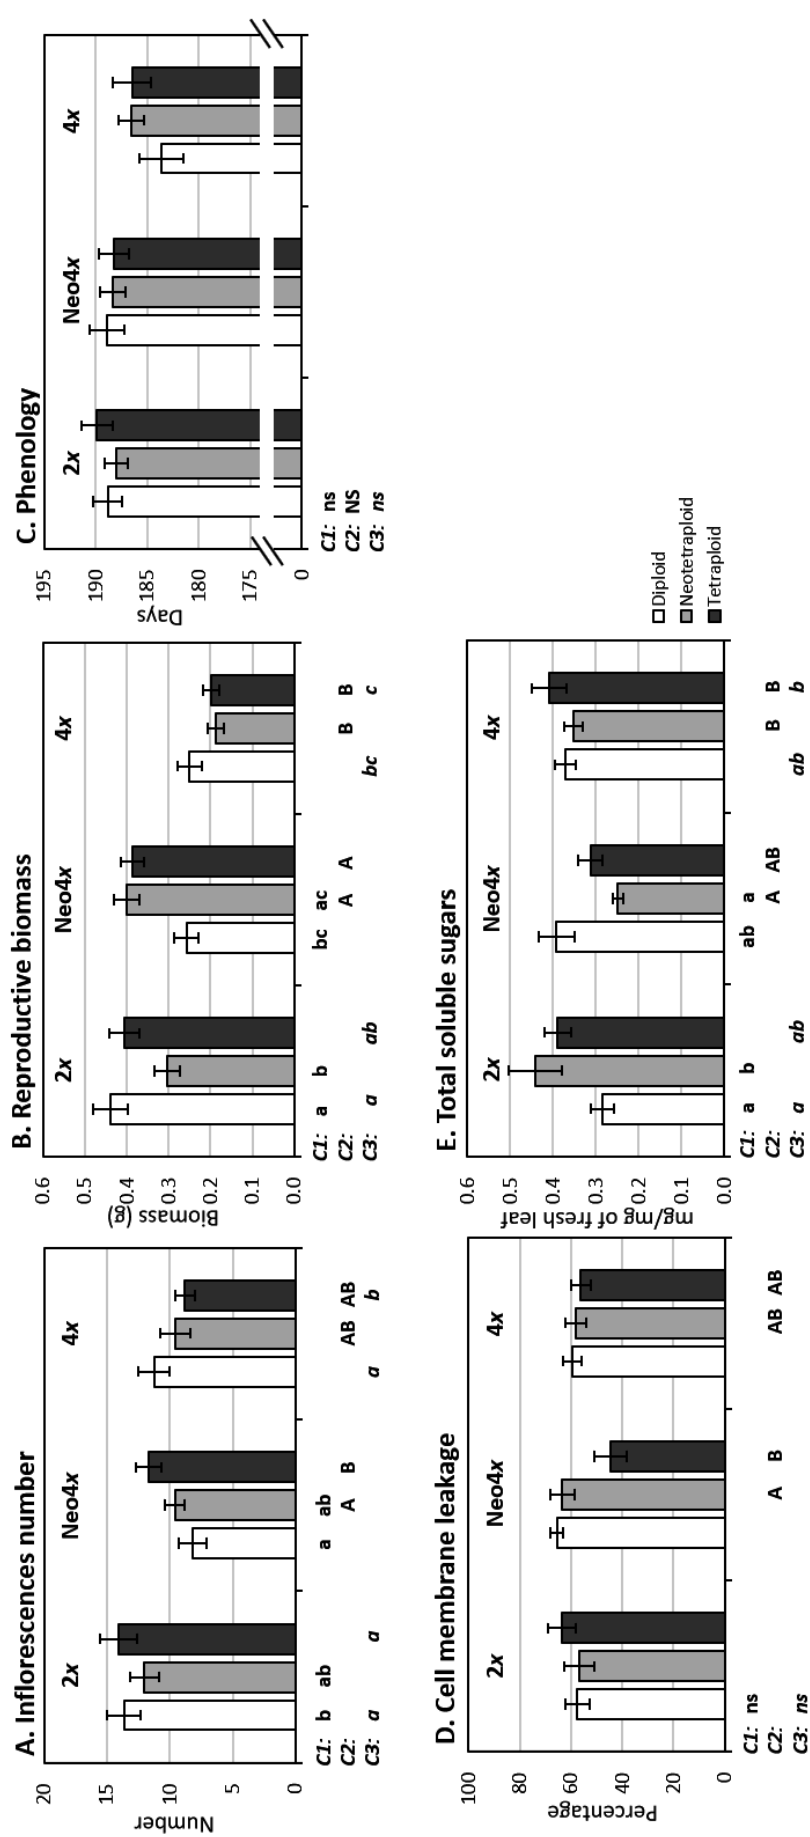 A. Inflorescences number
2x Neo4x 4x
20
15
10
5
0
Number
C1: b ab a ab
C2: A B AB AB
C3: a a a b
B. Reproductive biomass
2x Neo4x 4x
0.6
0.5
0.4
0.3
0.2
0.1
0.0
Biomass (g)
C1: a b bc ac
C2: A A B B
C3: a ab bc c
C. Phenology
2x Neo4x 4x
195
190
185
180
175
0
Days
C1: ns
C2: NS
C3: ns
D. Cell membrane leakage
2x Neo4x 4x
100
80
60
40
20
0
Percentage
C1: ns
C2: A B AB AB
C3: ns
E. Total soluble sugars
2x Neo4x 4x
0.6
0.5
0.4
0.3
0.2
0.1
0.0
mg/mg of fresh leaf
C1: a b ab a
C2: A AB B B
C3: a ab ab b
Diploid
Neotetraploid
Tetraploid